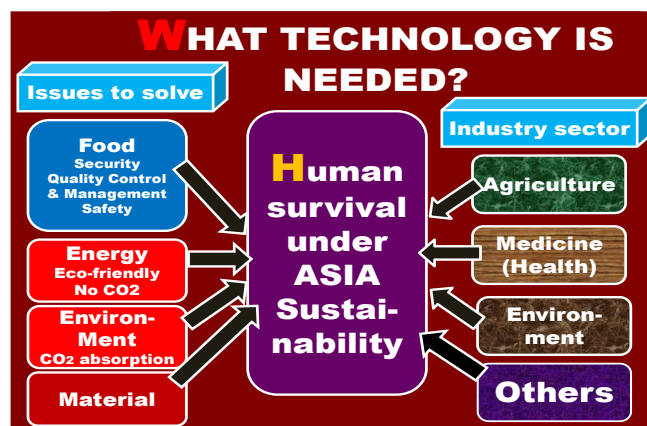 WHAT TECHNOLOGY IS
NEEDED?
Issues to solve
Food
Security
Quality Control
& Management
Safety
Energy
Eco-friendly
No CO2
Environ-
Ment
CO2 absorption
Material
Human
survival
under
ASIA
Sustai-
nability
Industry sector
Agriculture
Medicine
(Health)
Environ-
ment
Others